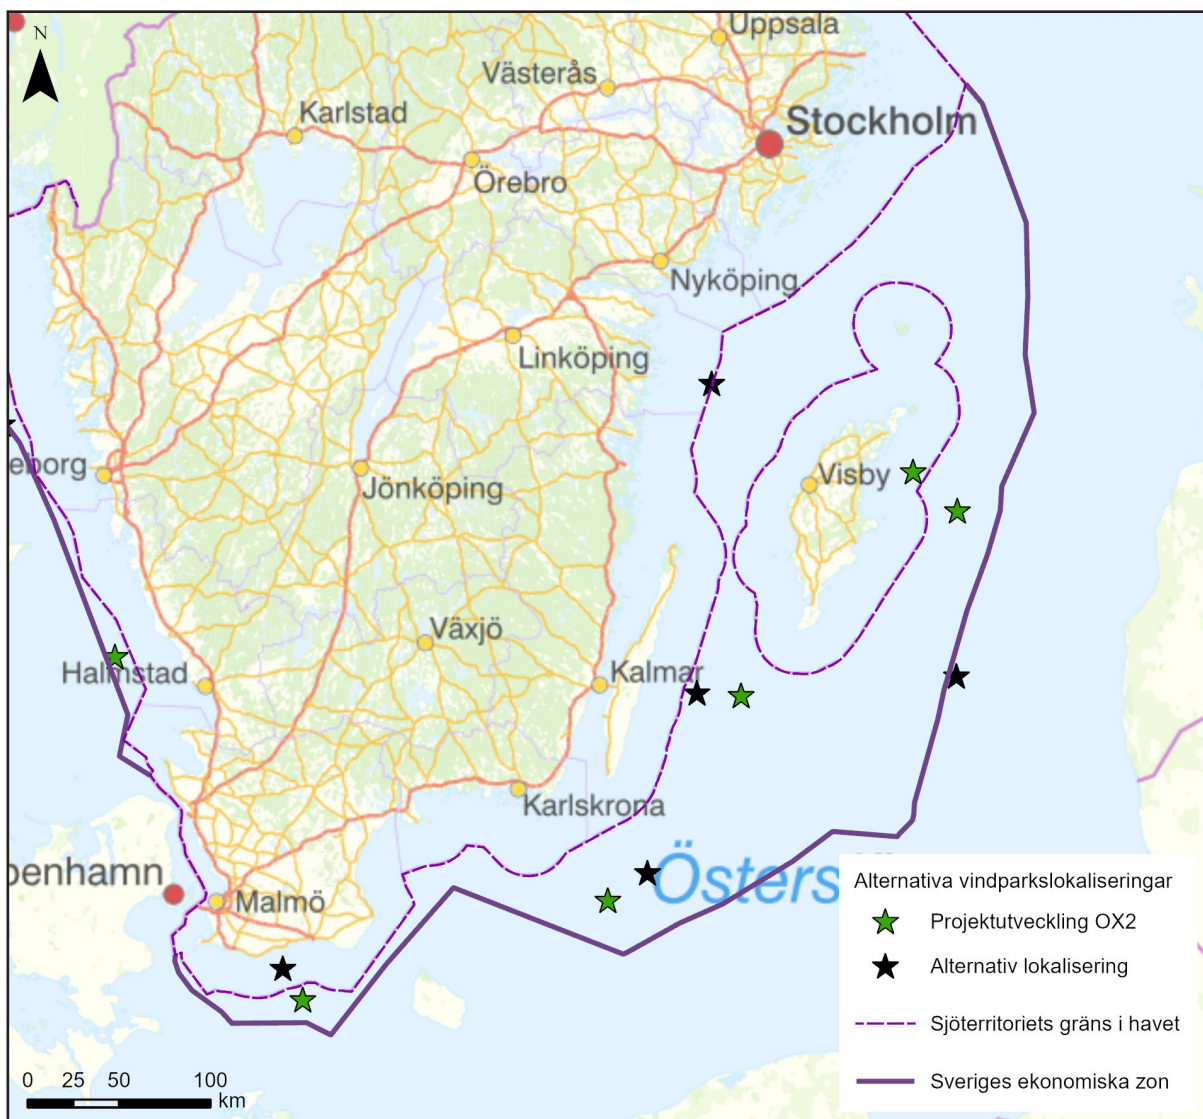 N
Uppsala
Västerås
Karlstad
Stockholm
Örebro
Nyköping
Linköping
eborg
Jönköping
Visby
Växjö
Halmstad
Kalmar
Karlskrona
penhamn
Malmö
Östers
Alternativa vindparkslokaliseringar
Projektutveckling OX2
Alternativ lokalisering
Sjöterritoriets gräns i havet
Sveriges ekonomiska zon
0 25 50 100
km